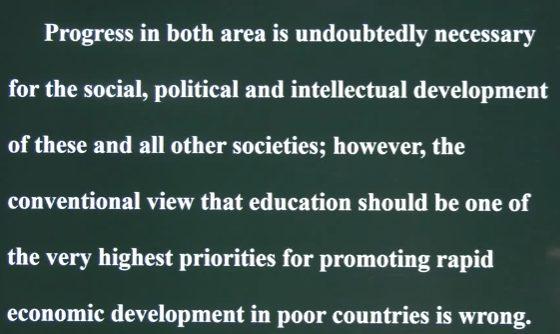 Progress in both area is undoubtedly necessary
for the social, political and intellectual development
of these and all other societies; however, the
conventional view that education should be one of
the very highest priorities for promoting rapid
economic development in poor countries is wrong.